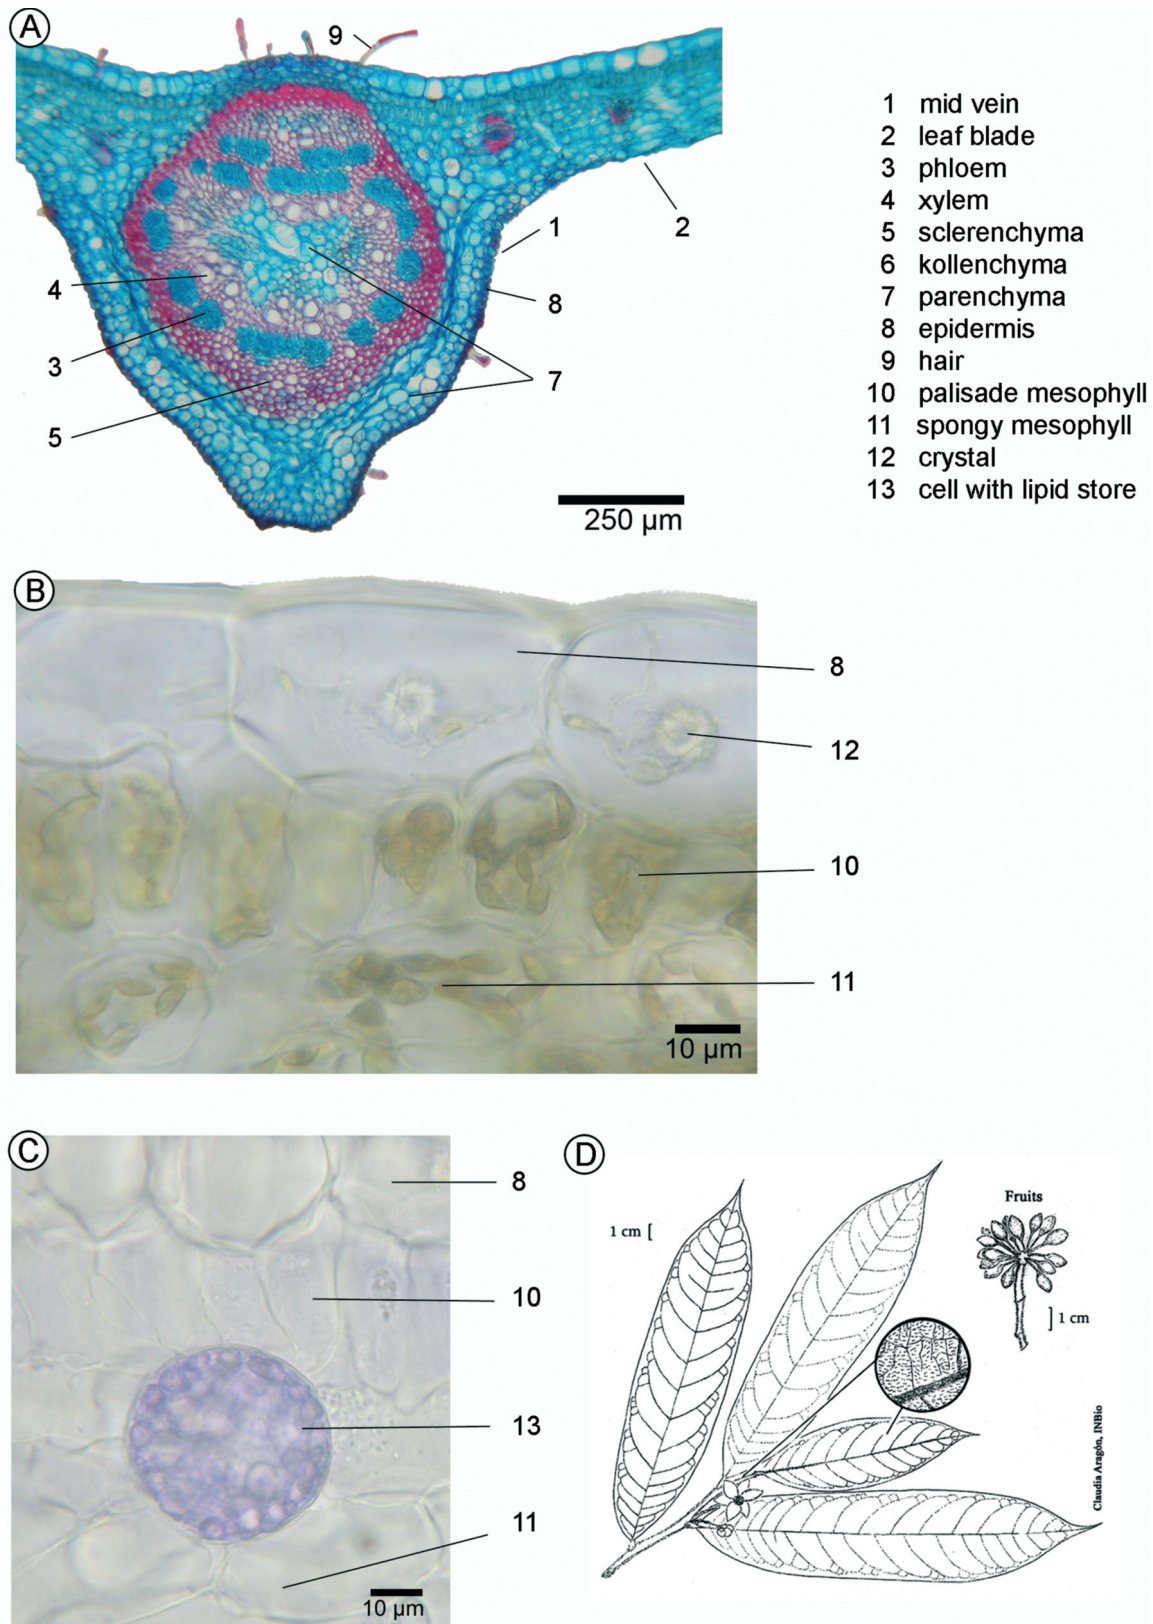 A
9
1 mid vein
2 leaf blade
3 phloem
4 xylem
5 sclerenchyma
6 kollenchyma
7 parenchyma
8 epidermis
9 hair
10 palisade mesophyll
11 spongy mesophyll
12 crystal
13 cell with lipid store
1
2
4
8
3
7
5
250 µm
B
8
12
10
11
10 µm
C
8
10
13
11
10 µm
D
Fruits
1 cm
1 cm
Claudia Aragón, INBio